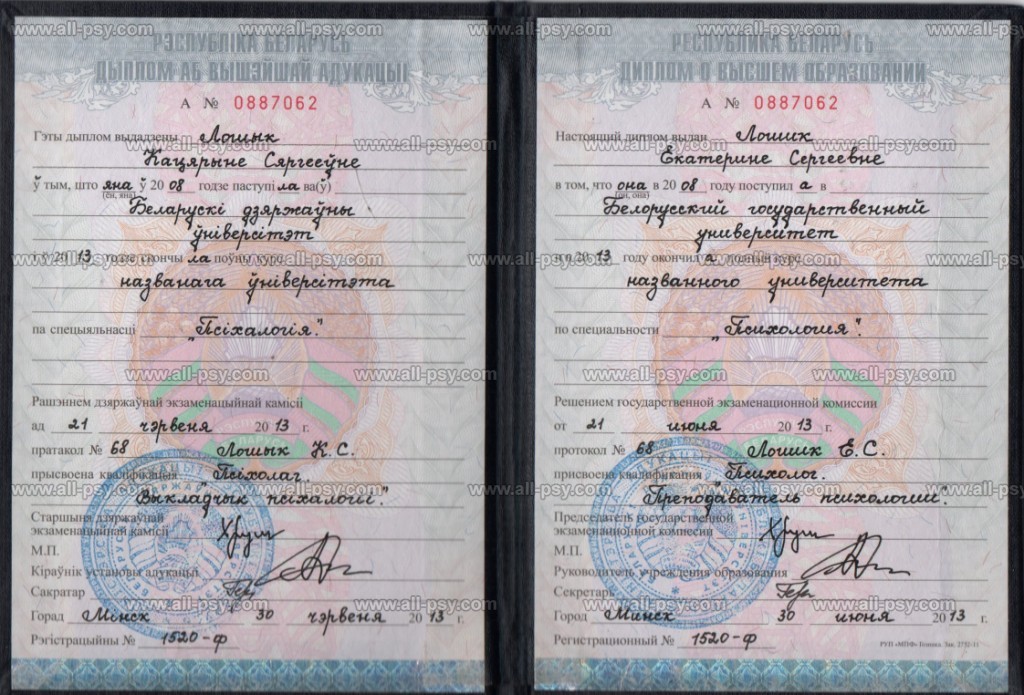 РЭСПУБЛІКА БЕЛАРУСЬ
ДЫПЛОМ АБ ВЫШЭЙШАЙ АДУКАЦЫІ
А № 0887062
Гэты дыплом выдадзены Лошык
Кацярыне Сяргееўне
ў тым, што яна ў 2008 годзе паступіла ва(ў)
(ён, яна)
Беларускі дзяржаўны
ўніверсітэт
і ў 2013 годзе скончыла поўны курс
названага ўніверсітэта
па спецыяльнасці „Псіхалогія".
Рашэннем дзяржаўнай экзаменацыйнай камісіі
ад 21 чэрвеня 2013 г.
пратакол № 68 Лошык К.С.
прысвоена кваліфікацыя „Псіхолаг.
Выкладчык псіхалогіі"
Старшыня дзяржаўнай
экзаменацыйнай камісіі
М.П.
Кіраўнік установы адукацыі
Сакратар
Горад Мінск 30 чэрвеня 2013 г.
Рэгістрацыйны № 1520-ф
РЕСПУБЛИКА БЕЛАРУСЬ
ДИПЛОМ О ВЫСШЕМ ОБРАЗОВАНИИ
А № 0887062
Настоящий диплом выдан Лошик
Екатерине Сергеевне
в том, что она в 2008 году поступила в
(он, она)
Белорусский государственный
университет
и в 2013 году окончила полный курс
названного университета
по специальности „Психология".
Решением государственной экзаменационной комиссии
от 21 июня 2013 г.
протокол № 68 Лошик Е.С.
присвоена квалификация „Психолог.
Преподаватель психологии".
Председатель государственной
экзаменационной комиссии
М.П.
Руководитель учреждения образования
Секретарь
Город Минск 30 июня 2013 г.
Регистрационный № 1520-ф
www.all-psy.com